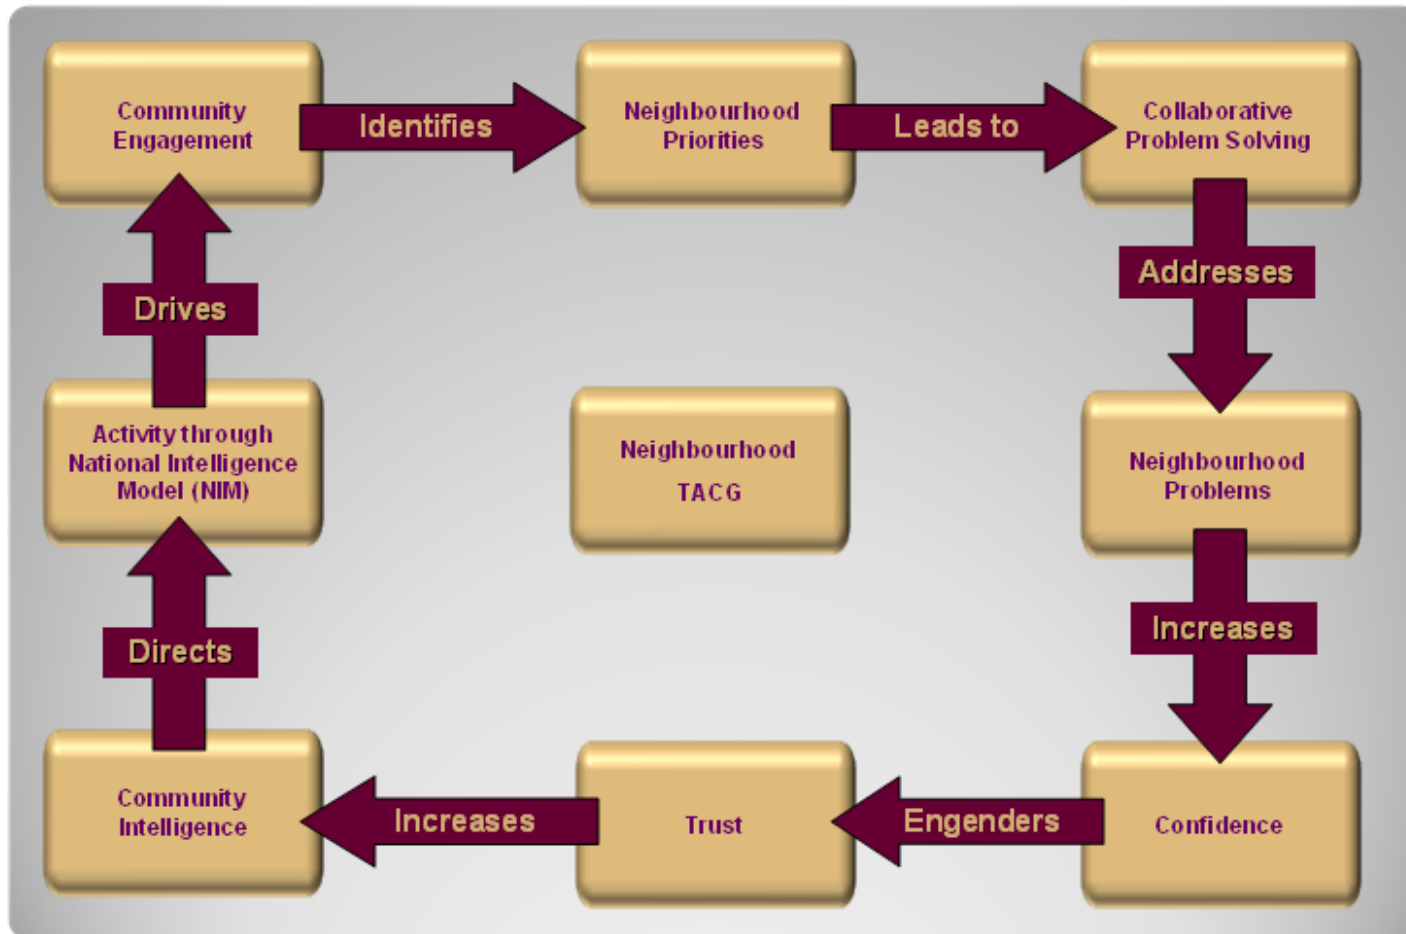 Community
Engagement
Identifies
Neighbourhood
Priorities
Leads to
Collaborative
Problem Solving
Drives
Addresses
Activity through
National Intelligence
Model (NIM)
Neighbourhood
TACG
Neighbourhood
Problems
Directs
Increases
Community
Intelligence
Increases
Trust
Engenders
Confidence